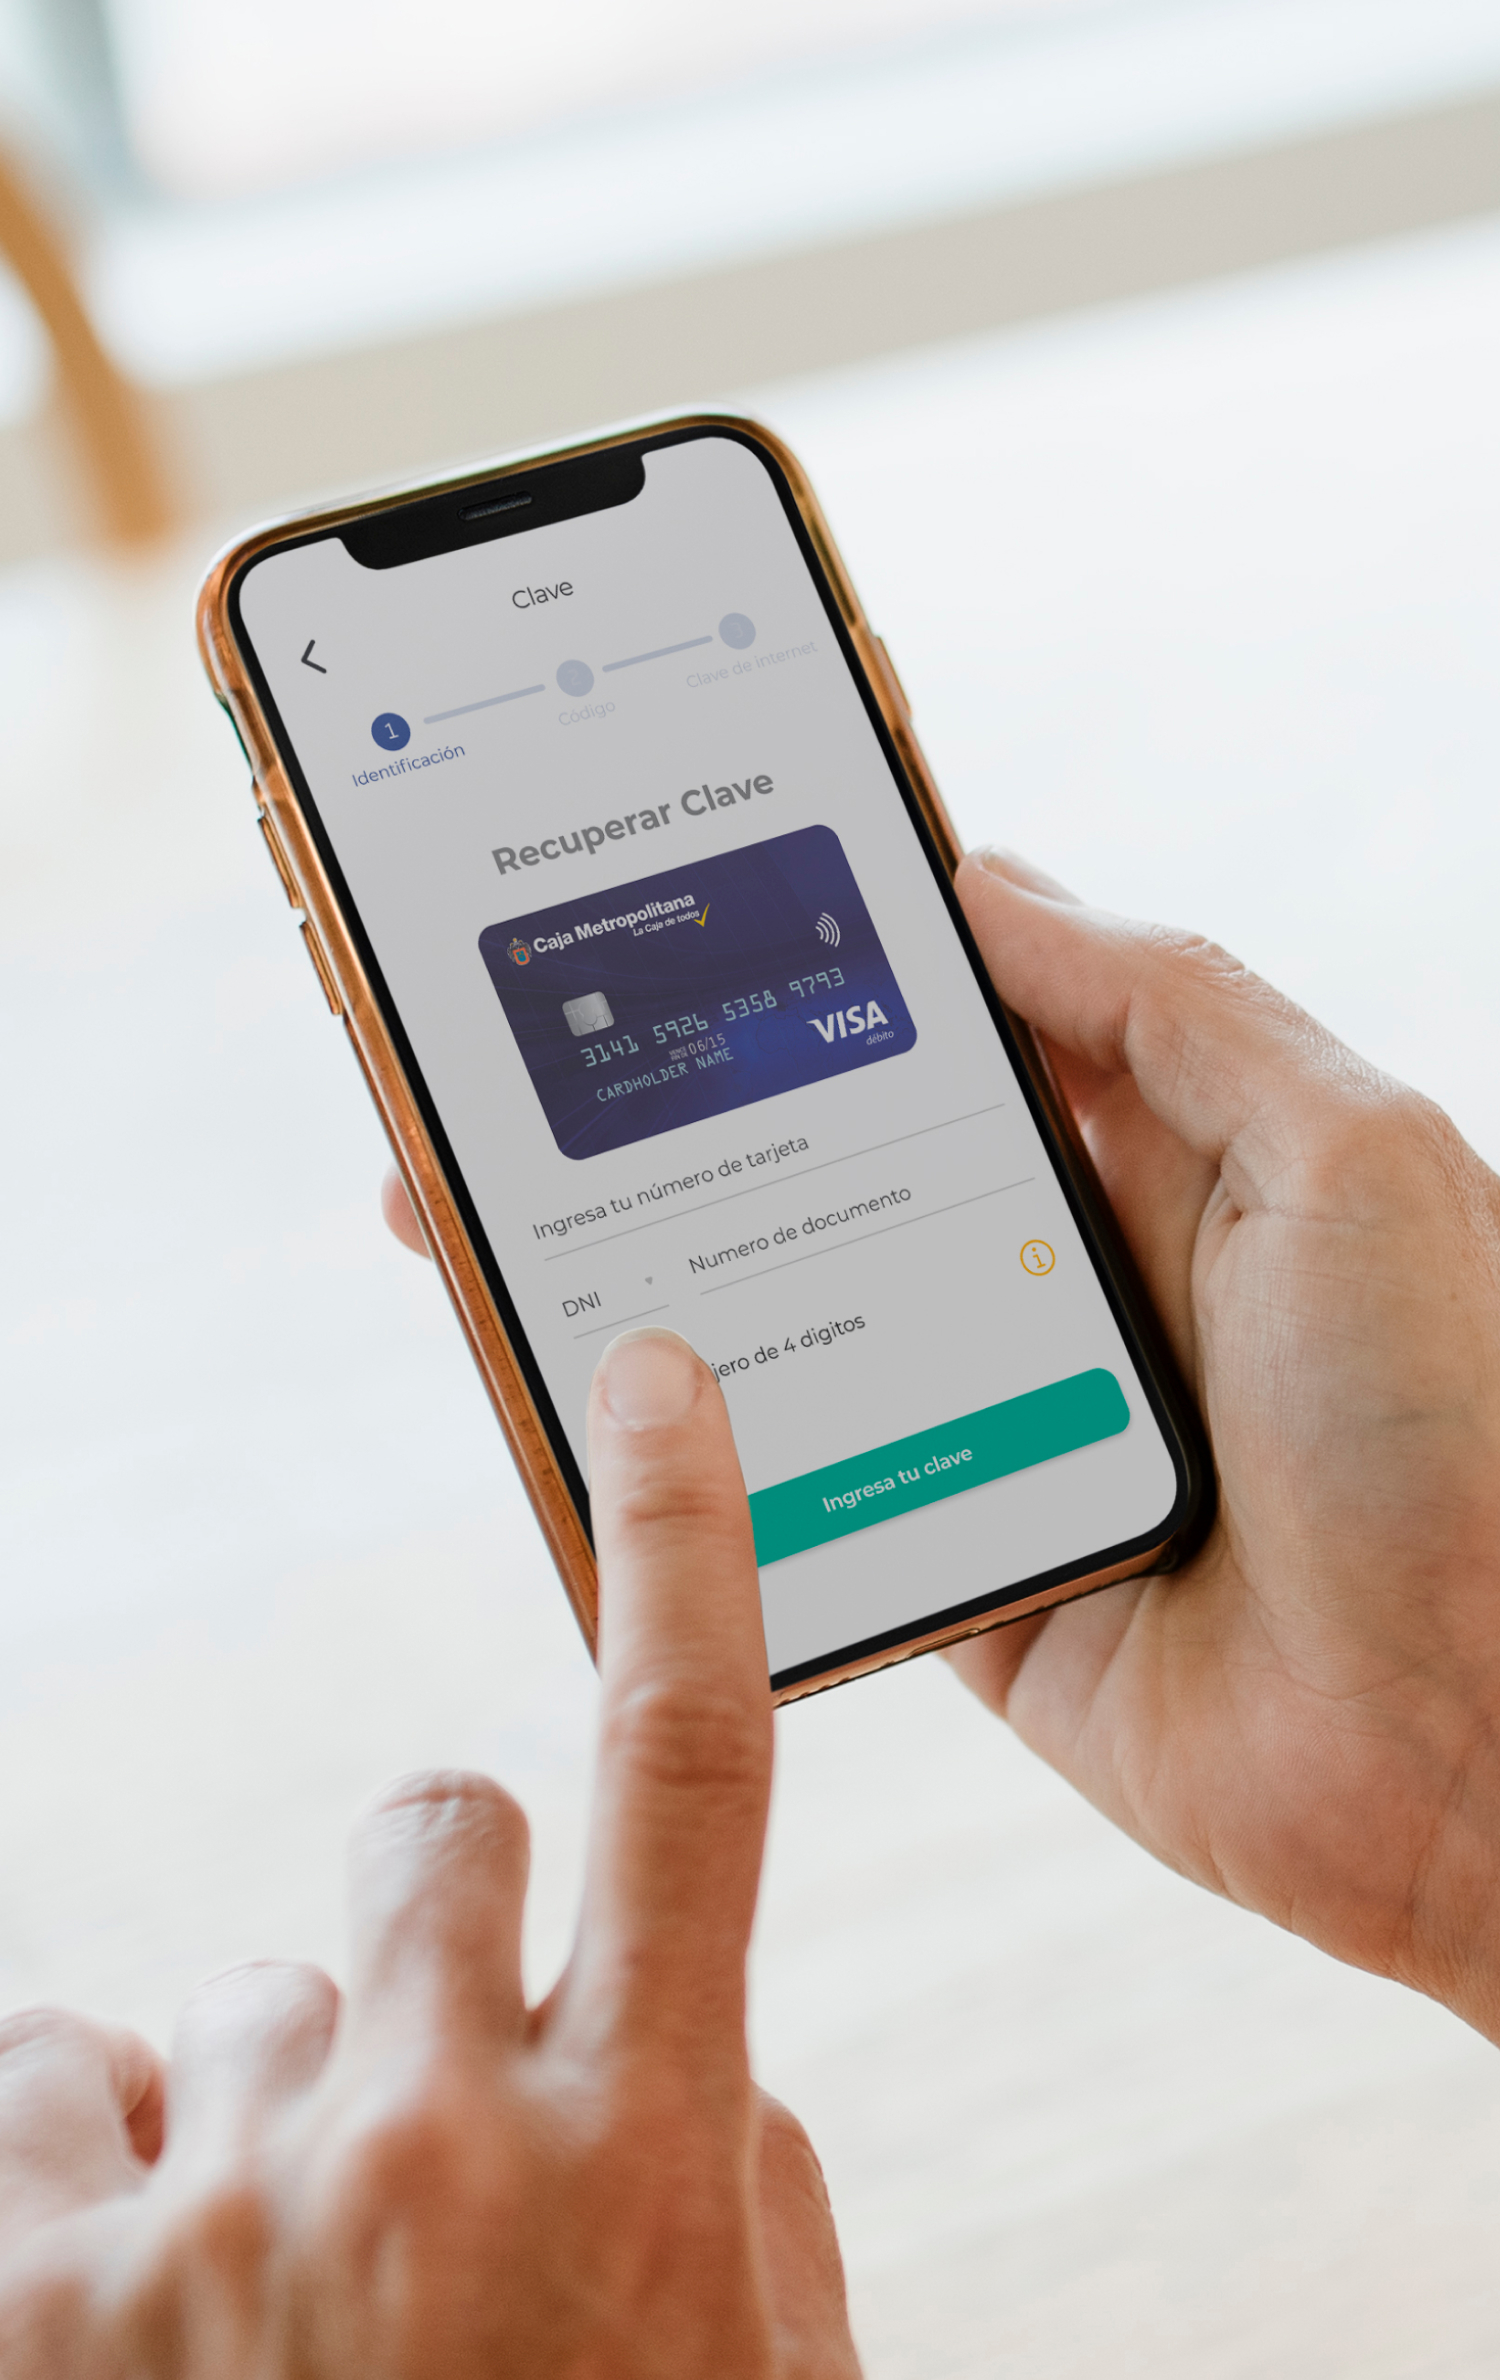 Clave
1
2
3
Identificación
Código
Clave de internet
Recuperar Clave
Caja Metropolitana
La Caja de todos
3141 5926 5358 9793
06/15
CARDHOLDER NAME
VISA
débito
Ingresa tu número de tarjeta
DNI
Numero de documento
jero de 4 digitos
Ingresa tu clave